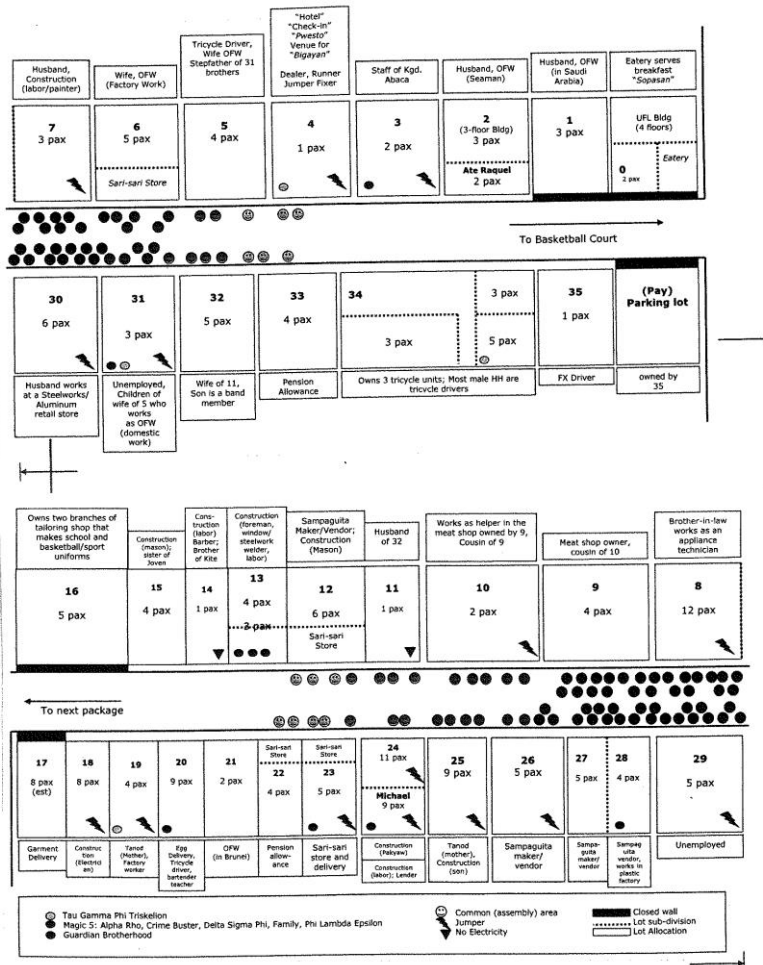 "Hotel"
"Check-in"
"Pwesto"
Venue for
"Bigayan"
Dealer, Runner
Jumper Fixer
Husband,
Construction
(labor/painter)
Wife, OFW
(Factory Work)
Tricycle Driver,
Wife OFW
Stepfather of 31
brothers
Staff of Kgd.
Abaca
Husband, OFW
(Seaman)
Husband, OFW
(in Saudi
Arabia)
Eatery serves
breakfast
"Sopasan"
7
3 pax
6
5 pax
Sari-sari Store
5
4 pax
4
1 pax
3
2 pax
2
(3-floor Bldg)
3 pax
Ate Raquel
2 pax
1
3 pax
UFL Bldg
(4 floors)
0
2 pax
Eatery
To Basketball Court
30
6 pax
31
3 pax
32
5 pax
33
4 pax
34
3 pax
3 pax
5 pax
35
1 pax
(Pay)
Parking lot
Husband works
at a Steelworks/
Aluminum
retail store
Unemployed,
Children of
wife of 5 who
works
as OFW
(domestic
work)
Wife of 11,
Son is a band
member
Pension
Allowance
Owns 3 tricycle units; Most male HH are
tricycle drivers
FX Driver
owned by
35
Owns two branches of
tailoring shop that
makes school and
basketball/sport
uniforms
Construction
(mason);
sister of
Joven
Cons-
truction
(labor)
Barber;
Brother
of Kite
Construction
(foreman,
window/
steelwork
welder,
labor)
Sampaguita
Maker/Vendor;
Construction
(Mason)
Husband
of 32
Works as helper in the
meat shop owned by 9,
Cousin of 9
Meat shop owner,
cousin of 10
Brother-in-law
works as an
appliance
technician
16
5 pax
15
4 pax
14
1 pax
13
4 pax
3 pax
12
6 pax
Sari-sari
Store
11
1 pax
10
2 pax
9
4 pax
8
12 pax
To next package
17
8 pax
(est)
18
8 pax
19
4 pax
20
9 pax
21
2 pax
Sari-sari
Store
22
4 pax
Sari-sari
Store
23
5 pax
24
11 pax
Michael
9 pax
25
9 pax
26
5 pax
27
5 pax
28
4 pax
29
5 pax
Garment
Delivery
Construc
tion
(Electrici
an)
Tanod
(Mother),
Factory
worker
Egg
Delivery,
Tricycle
driver,
bartender
teacher
OFW
(in Brunei)
Pension
allow-
ance
Sari-sari
store and
delivery
Construction
(Pakyaw)
Construction
(labor); Lender
Tanod
(mother),
Construction
(son)
Sampaguita
maker/
vendor
Sampa-
guita
maker/
vendor
Sampag
uita
vendor,
works in
plastic
factory
Unemployed
Tau Gamma Phi Triskelion
Magic 5: Alpha Rho, Crime Buster, Delta Sigma Phi, Family, Phi Lambda Epsilon
Guardian Brotherhood
Common (assembly) area
Jumper
No Electricity
Closed wall
Lot sub-division
Lot Allocation